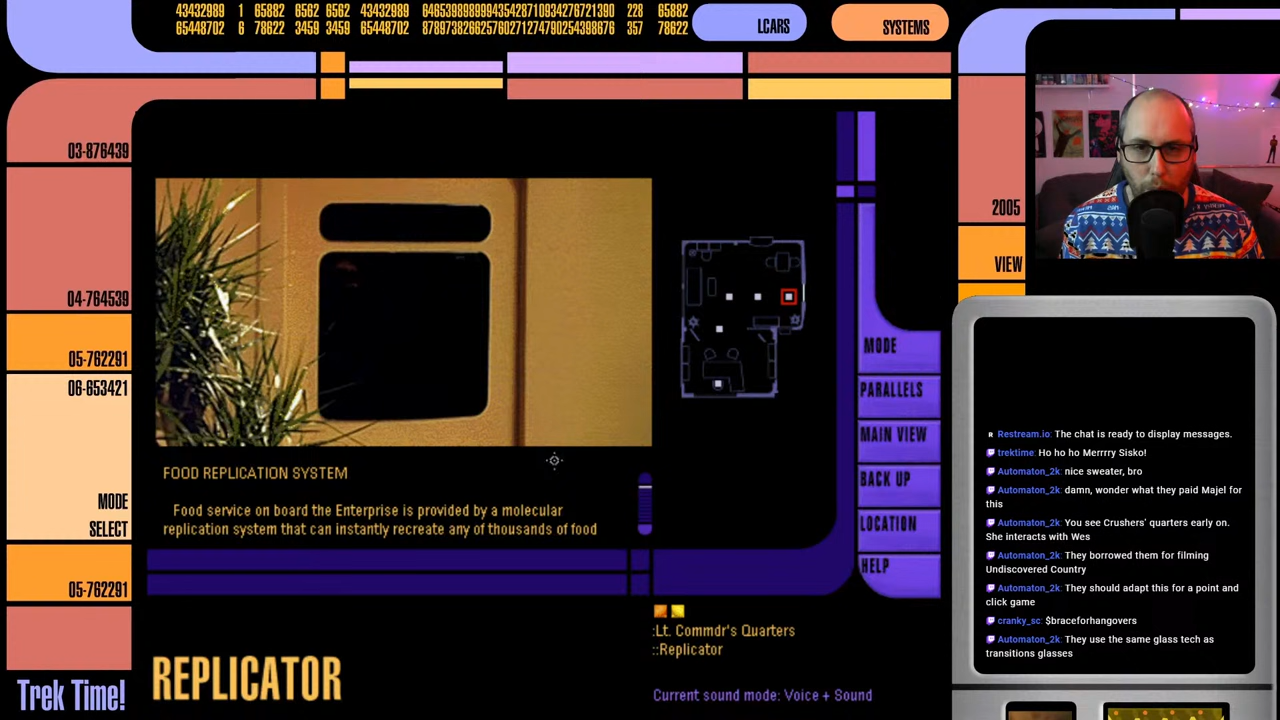 43432989 1 65882 6562 6562 43432989 646539898999435428710934276721390 228 65882
65448702 6 78622 3459 3459 65448702 878973826625760271274790254398676 357 78622
LCARS
SYSTEMS
03-876439
04-764539
05-762291
06-653421
MODE
SELECT
05-762291
Trek Time!
FOOD REPLICATION SYSTEM
Food service on board the Enterprise is provided by a molecular
replication system that can instantly recreate any of thousands of food
REPLICATOR
MODE
PARALLELS
MAIN VIEW
BACK UP
LOCATION
HELP
:Lt. Commdr's Quarters
::Replicator
Current sound mode: Voice + Sound
2005
VIEW
R Restream.io: The chat is ready to display messages.
trektime: Ho ho ho Merrrry Sisko!
Automaton_2k: nice sweater, bro
Automaton_2k: damn, wonder what they paid Majel for
this
Automaton_2k: You see Crushers' quarters early on.
She interacts with Wes
Automaton_2k: They borrowed them for filming
Undiscovered Country
Automaton_2k: They should adapt this for a point and
click game
cranky_sc: $braceforhangovers
Automaton_2k: They use the same glass tech as
transitions glasses